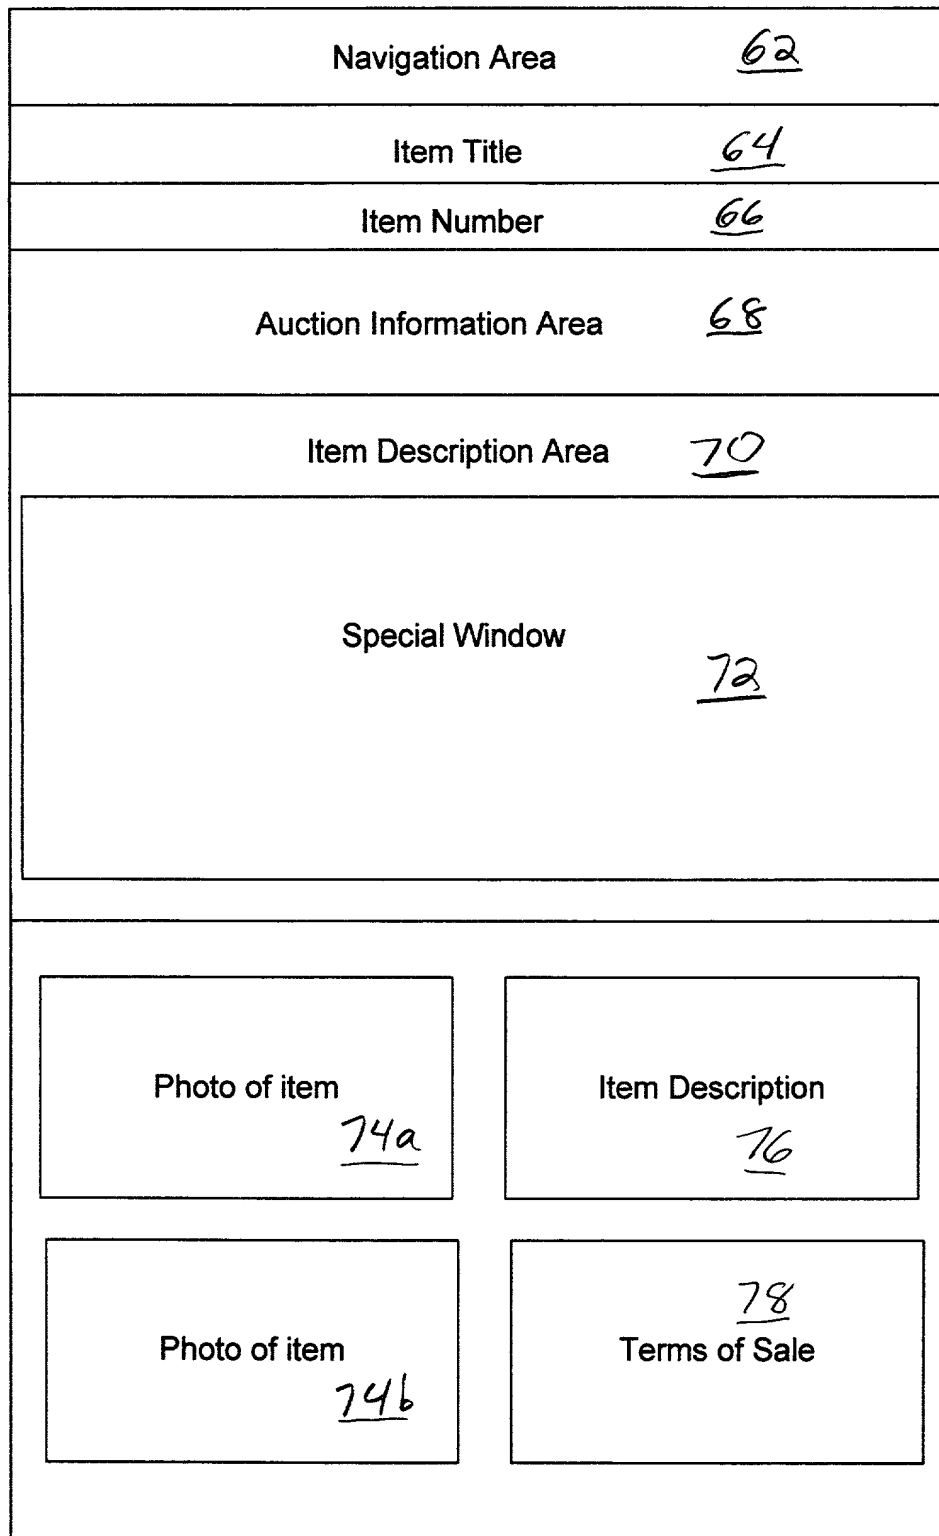 Navigation Area 62
Item Title 64
Item Number 66
Auction Information Area 68
Item Description Area 70
Special Window
72
Photo of item
74a
Item Description
76
Photo of item
74b
78
Terms of Sale